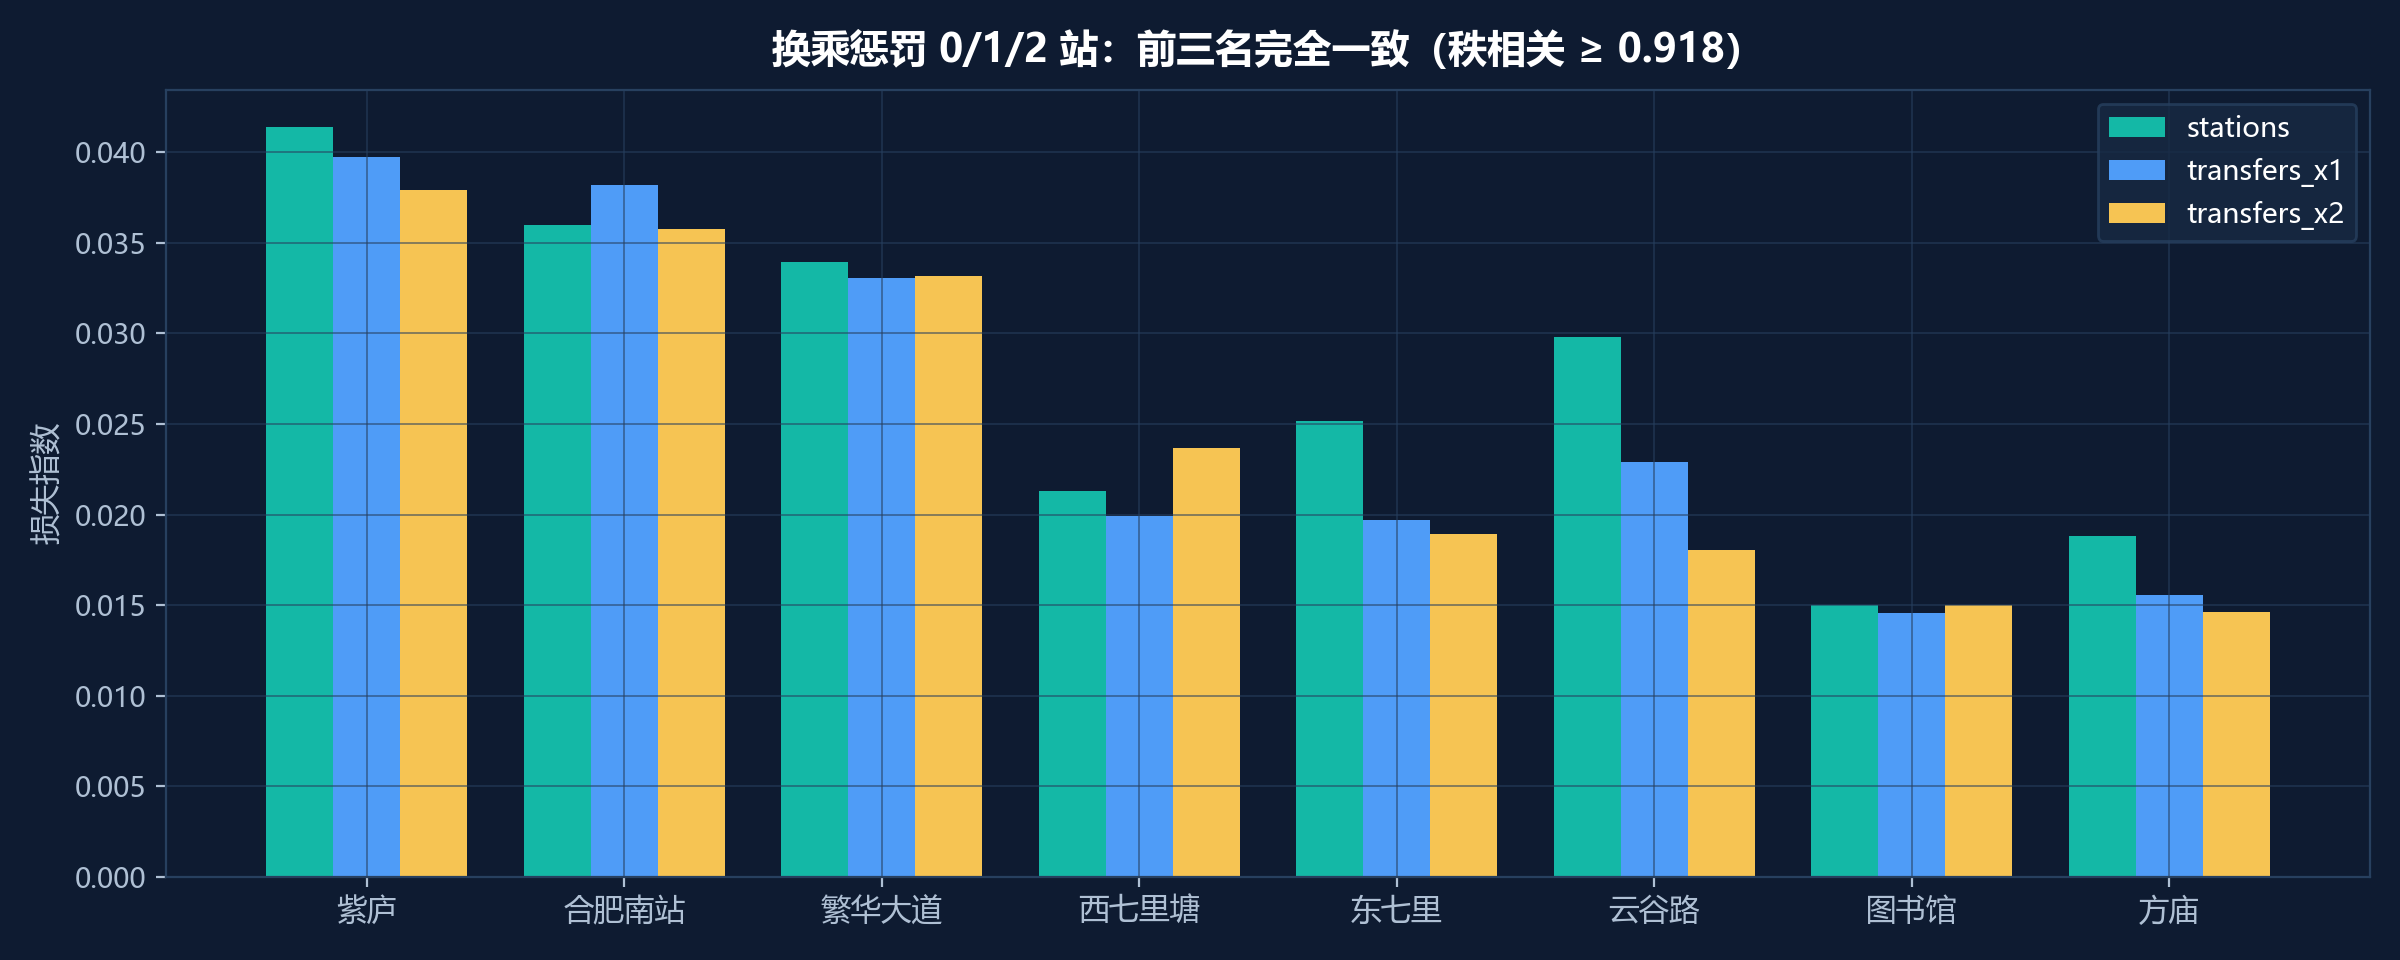 换乘惩罚 0/1/2 站：前三名完全一致（秩相关 ≥ 0.918）
stations
transfers_x1
transfers_x2
损失指数
0.040
0.035
0.030
0.025
0.020
0.015
0.010
0.005
0.000
紫庐 合肥南站 繁华大道 西七里塘 东七里 云谷路 图书馆 方庙